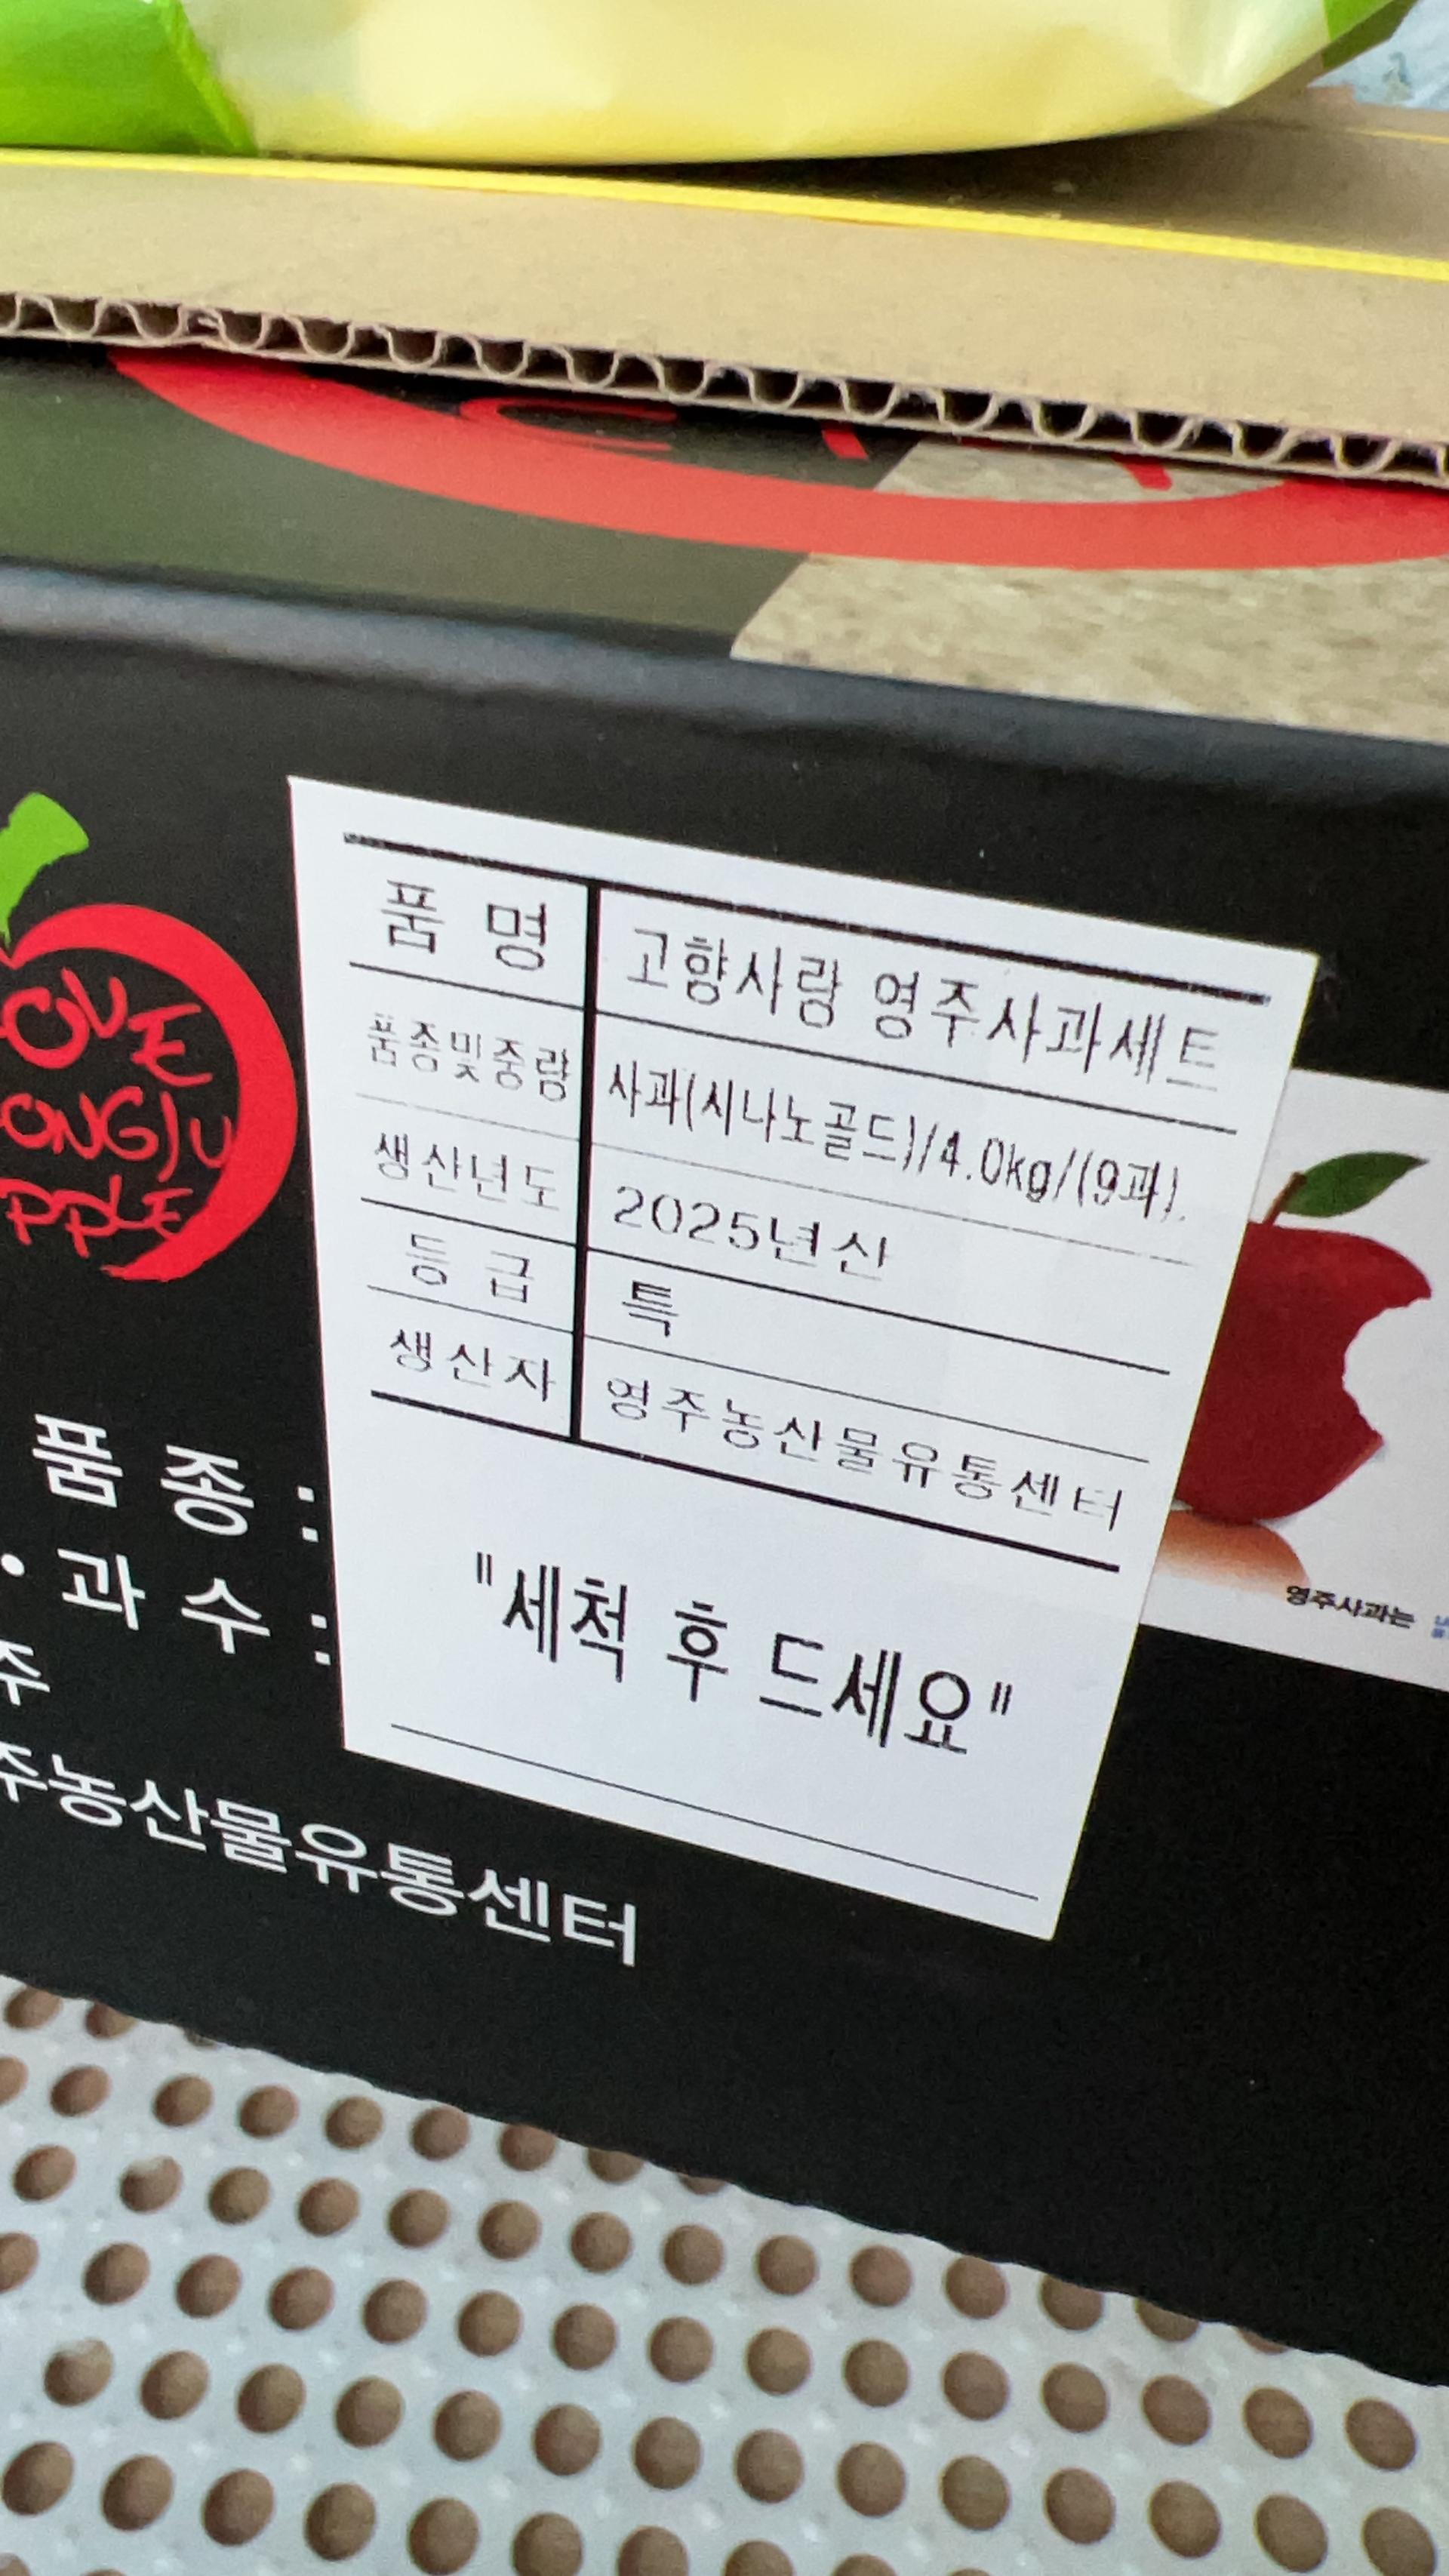 품 명 고향사랑 영주사과세트
품종및중량 사과(시나노골드)/4.0kg/(9과).
생산년도 2025년산
등 급 특
생산자 영주농산물유통센터
"세척 후 드세요"
OVE
ONGJU
PPLE
품 종 :
· 과 수 :
주
주농산물유통센터
영주사과는